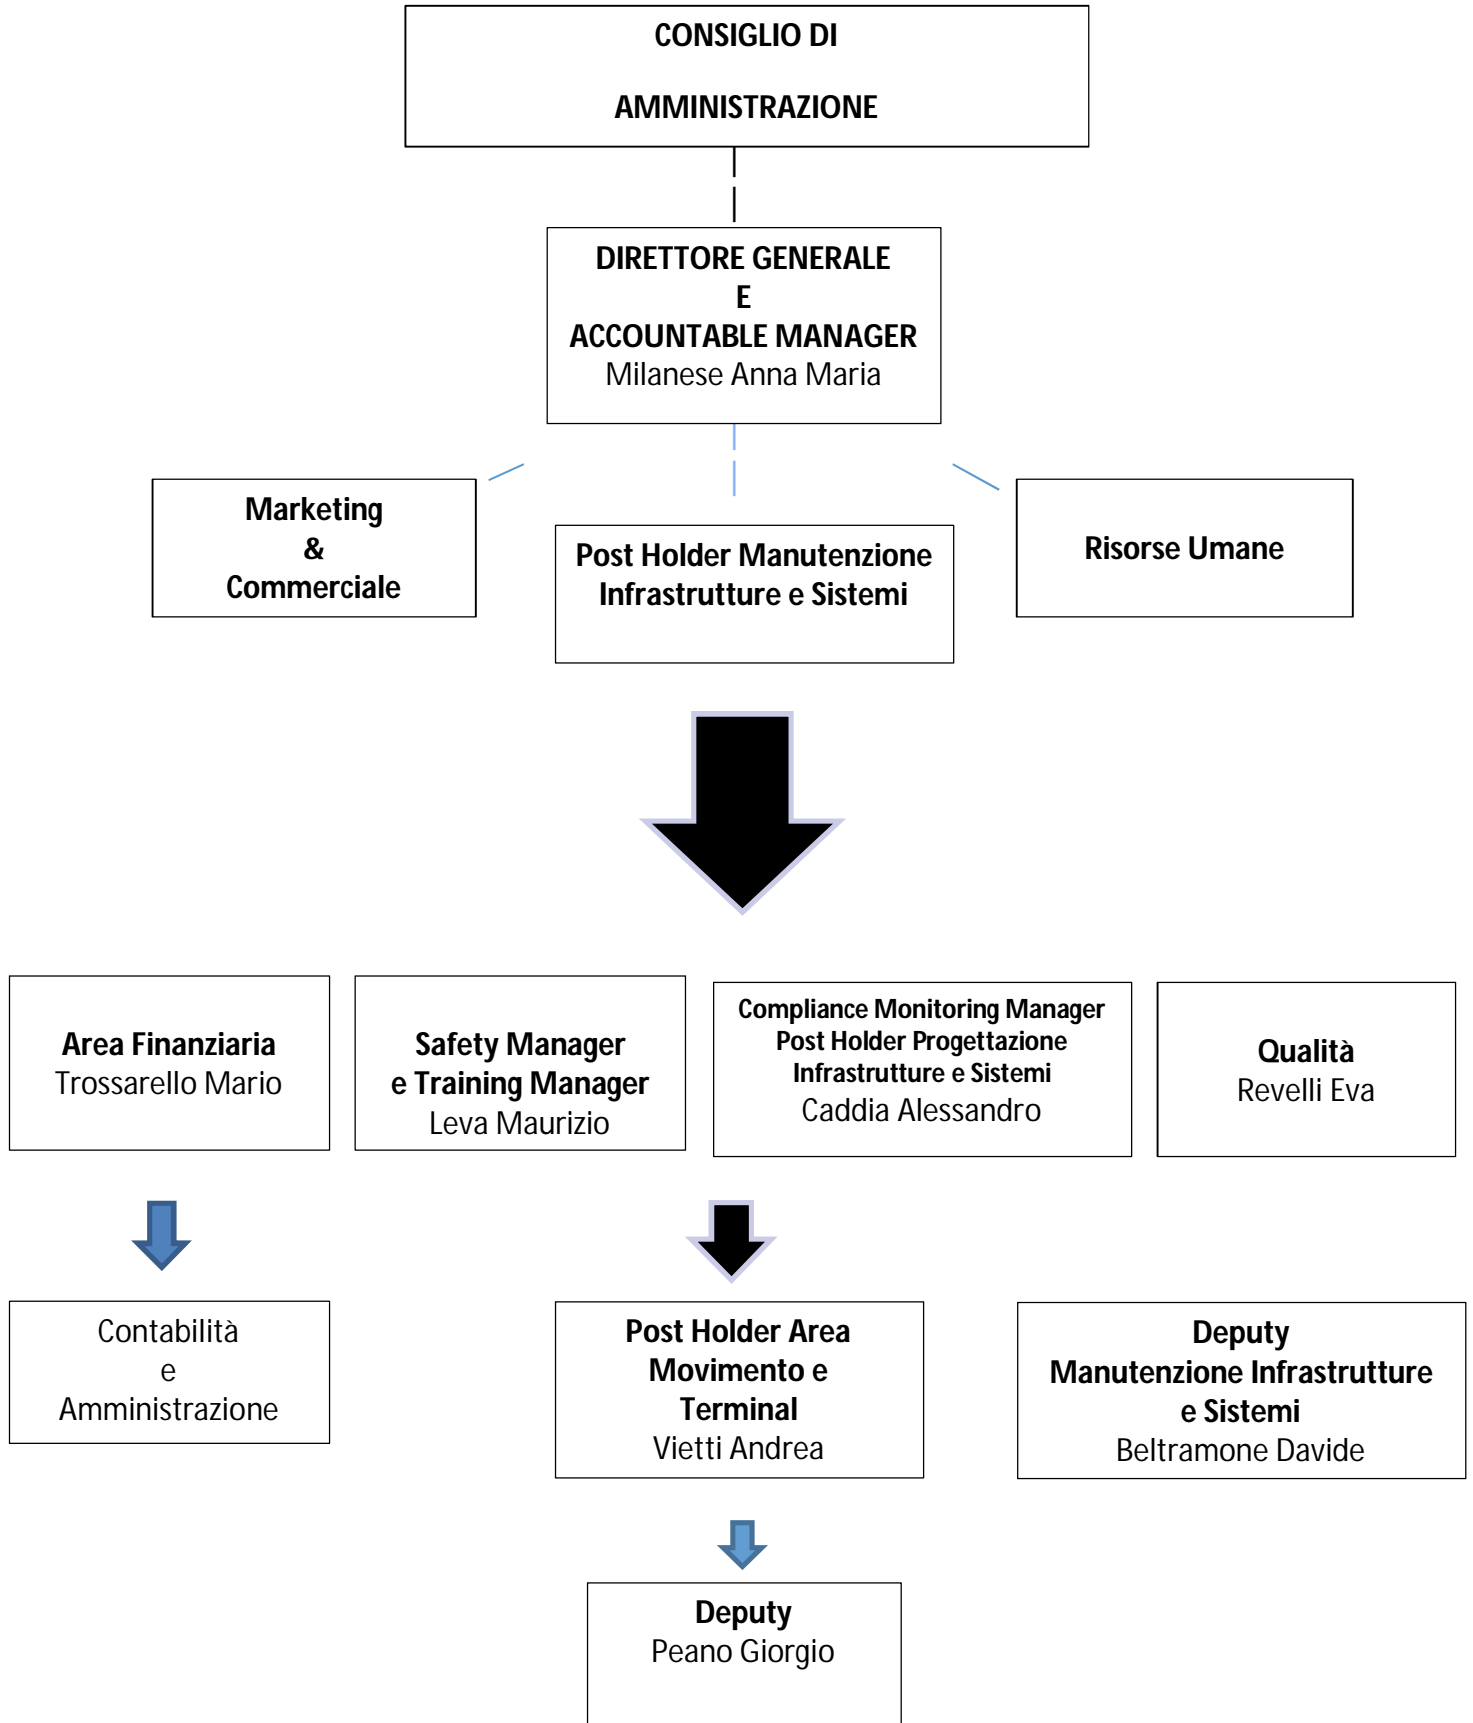 CONSIGLIO DI
AMMINISTRAZIONE
DIRETTORE GENERALE
E
ACCOUNTABLE MANAGER
Milanese Anna Maria
Marketing
&
Commerciale
Post Holder Manutenzione
Infrastrutture e Sistemi
Risorse Umane
Area Finanziaria
Trossarello Mario
Safety Manager
e Training Manager
Leva Maurizio
Compliance Monitoring Manager
Post Holder Progettazione
Infrastrutture e Sistemi
Caddia Alessandro
Qualità
Revelli Eva
Contabilità
e
Amministrazione
Post Holder Area
Movimento e
Terminal
Vietti Andrea
Deputy
Manutenzione Infrastrutture
e Sistemi
Beltramone Davide
Deputy
Peano Giorgio